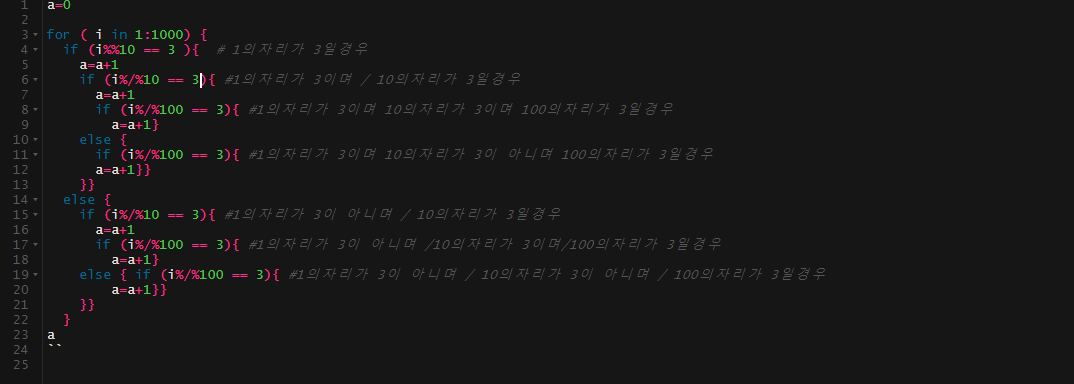 1 a=0
2
3 for ( i in 1:1000) {
4 if (i%%10 == 3 ){ # 1의자리가 3일경우
5 a=a+1
6 if (i%/%10 == 3){ #1의자리가 3이며 / 10의자리가 3일경우
7 a=a+1
8 if (i%/%100 == 3){ #1의자리가 3이며 10의자리가 3이며 100의자리가 3일경우
9 a=a+1}
10 else {
11 if (i%/%100 == 3){ #1의자리가 3이며 10의자리가 3이 아니며 100의자리가 3일경우
12 a=a+1}}
13 }}
14 else {
15 if (i%/%10 == 3){ #1의자리가 3이 아니며 / 10의자리가 3일경우
16 a=a+1
17 if (i%/%100 == 3){ #1의자리가 3이 아니며 /10의자리가 3이며/100의자리가 3일경우
18 a=a+1}
19 else { if (i%/%100 == 3){ #1의자리가 3이 아니며 / 10의자리가 3이 아니며 / 100의자리가 3일경우
20 a=a+1}}
21 }}
22 }
23 a
24 ``
25